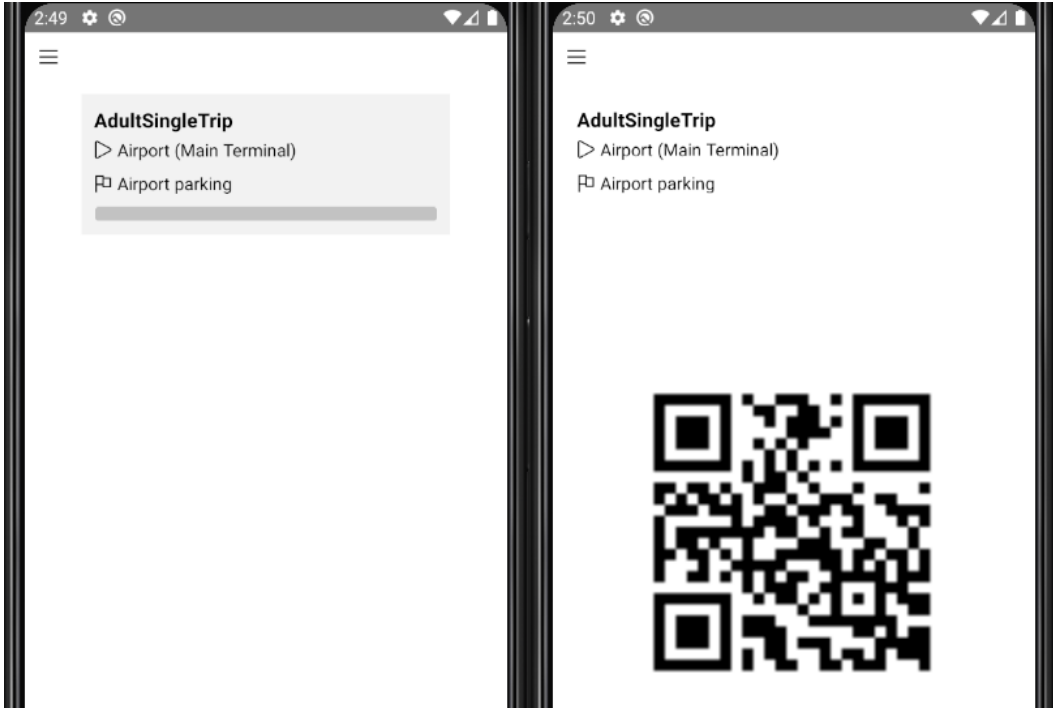 2:49
AdultSingleTrip
Airport (Main Terminal)
Airport parking
2:50
AdultSingleTrip
Airport (Main Terminal)
Airport parking